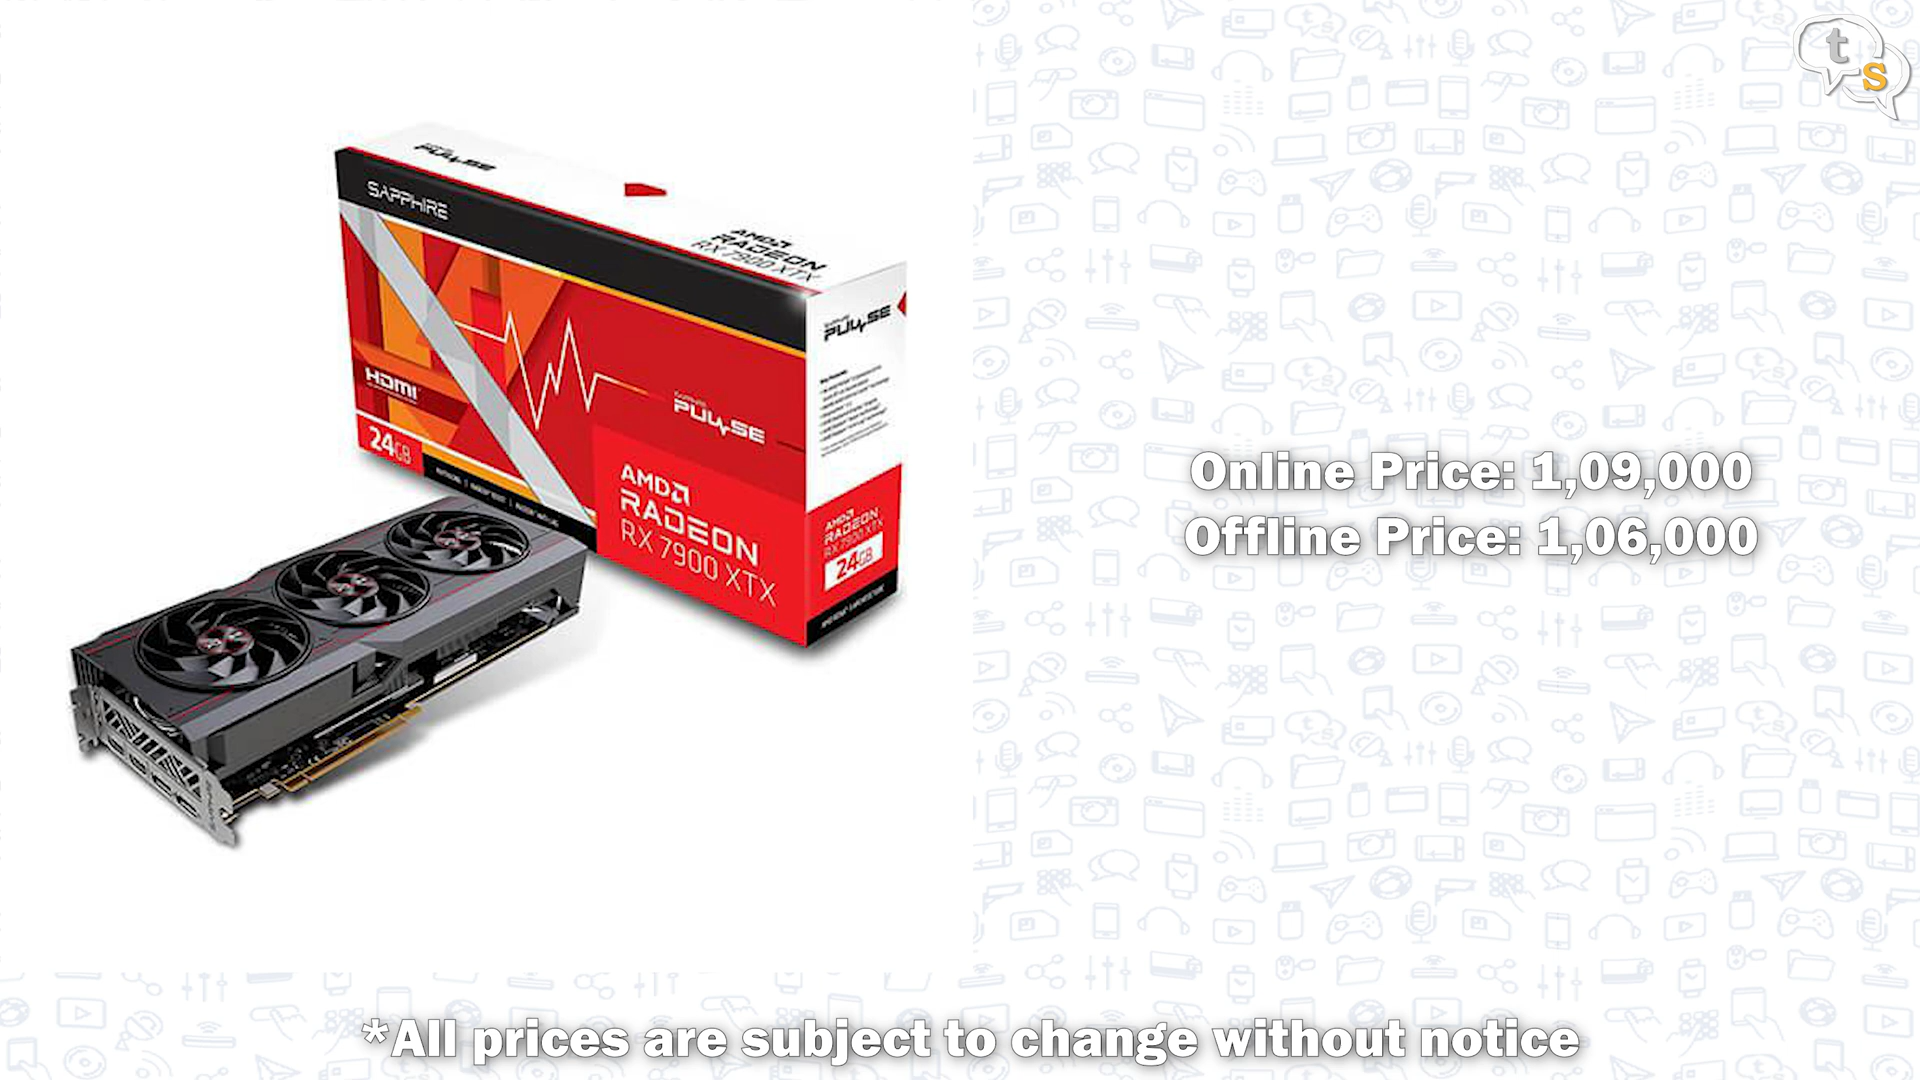 t
s
PULSE
SAPPHIRE
AMD
RADEON
RX 7900 XTX
SAPPHIRE
PULSE
HDMI
SAPPHIRE
PULSE
24GB
AMD
RADEON
RX 7900 XTX
AMD
RADEON
RX 7900 XTX
24GB
Online Price: 1,09,000
Offline Price: 1,06,000
*All prices are subject to change without notice